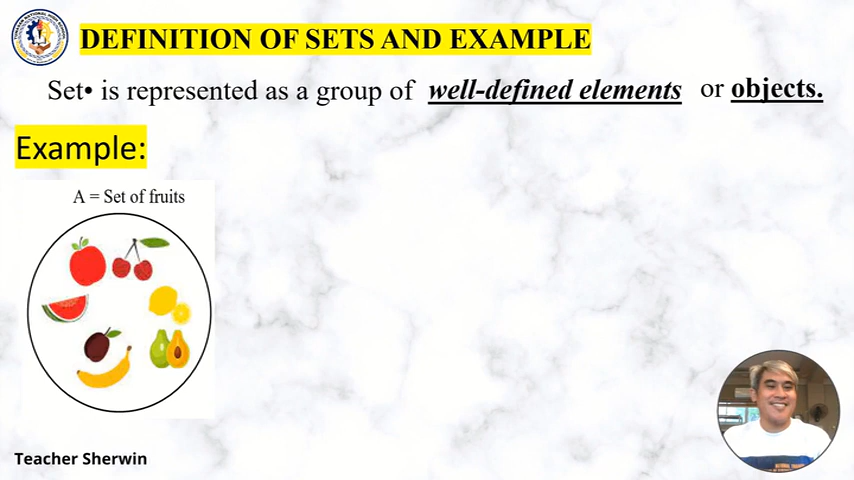 DEFINITION OF SETS AND EXAMPLE
Set• is represented as a group of well-defined elements or objects.
Example:
A = Set of fruits
Teacher Sherwin